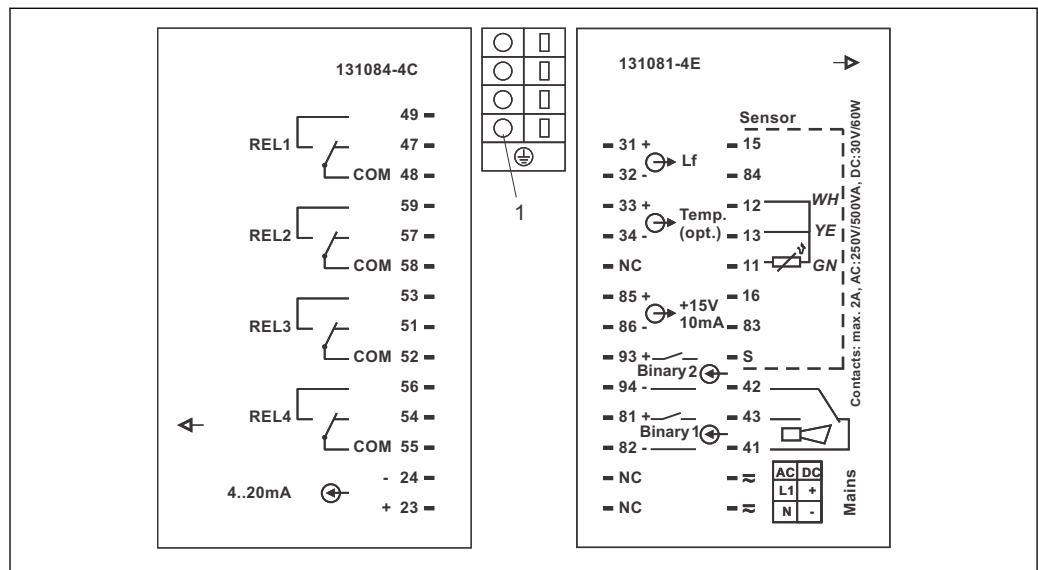 131084-4C
49
REL1
47
COM 48
59
REL2
57
COM 58
53
REL3
51
COM 52
56
REL4
54
COM 55
- 24
4..20mA
+ 23
1
131081-4E
Sensor
31 +
15
Lf
32 -
84
33 +
12
WH
Temp.
(opt.)
34 -
13
YE
NC
11
GN
85 +
16
+15V
10mA
86 -
83
93 +
S
Binary 2
94 -
42
81 +
43
Binary 1
82 -
41
NC
AC DC
L1 +
NC
N -
Mains
Contacts: max. 2A, AC:250V/500VA, DC:30V/60W